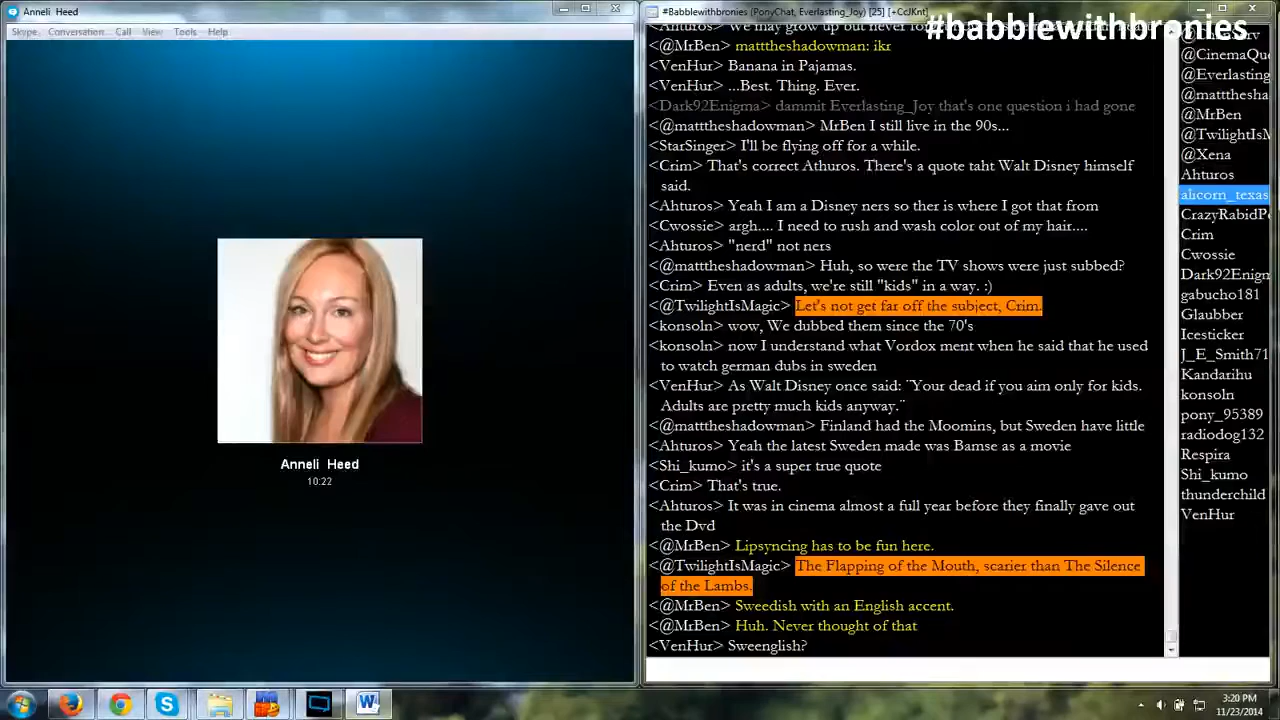 Anneli Heed
Skype Conversation Call View Tools Help
Anneli Heed
10:22
#Babblewithbronies (PonyChat, Everlasting_Joy) [25] [+CcJKnt]
#babblewithbronies
<@MrBen> matttheshadowman: ikr
<VenHur> Banana in Pajamas.
<VenHur> ...Best. Thing. Ever.
<Dark92Enigma> dammit Everlasting_Joy that's one question i had gone
<@matttheshadowman> MrBen I still live in the 90s...
<StarSinger> I'll be flying off for a while.
<Crim> That's correct Athuros. There's a quote taht Walt Disney himself
said.
<Ahturos> Yeah I am a Disney ners so ther is where I got that from
<Cwossie> argh.... I need to rush and wash color out of my hair....
<Ahturos> "nerd" not ners
<@matttheshadowman> Huh, so were the TV shows were just subbed?
<Crim> Even as adults, we're still "kids" in a way. :)
<@TwilightIsMagic> Let's not get far off the subject, Crim.
<konsoln> wow, We dubbed them since the 70's
<konsoln> now I understand what Vordox ment when he said that he used
to watch german dubs in sweden
<VenHur> As Walt Disney once said: ¨Your dead if you aim only for kids.
Adults are pretty much kids anyway.¨
<@matttheshadowman> Finland had the Moomins, but Sweden have little
<Ahturos> Yeah the latest Sweden made was Bamse as a movie
<Shi_kumo> it's a super true quote
<Crim> That's true.
<Ahturos> It was in cinema almost a full year before they finally gave out
the Dvd
<@MrBen> Lipsyncing has to be fun here.
<@TwilightIsMagic> The Flapping of the Mouth, scarier than The Silence
of the Lambs.
<@MrBen> Sweedish with an English accent.
<@MrBen> Huh. Never thought of that
<VenHur> Sweenglish?
@CinemaQu
@Everlasting
@mattthesha
@MrBen
@TwilightIsM
@Xena
Ahturos
alicorn_texas
CrazyRabidP
Crim
Cwossie
Dark92Enign
gabucho181
Glaubber
Icesticker
J_E_Smith71
Kandarihu
konsoln
pony_95389
radiodog132
Respira
Shi_kumo
thunderchild
VenHur
3:20 PM
11/23/2014